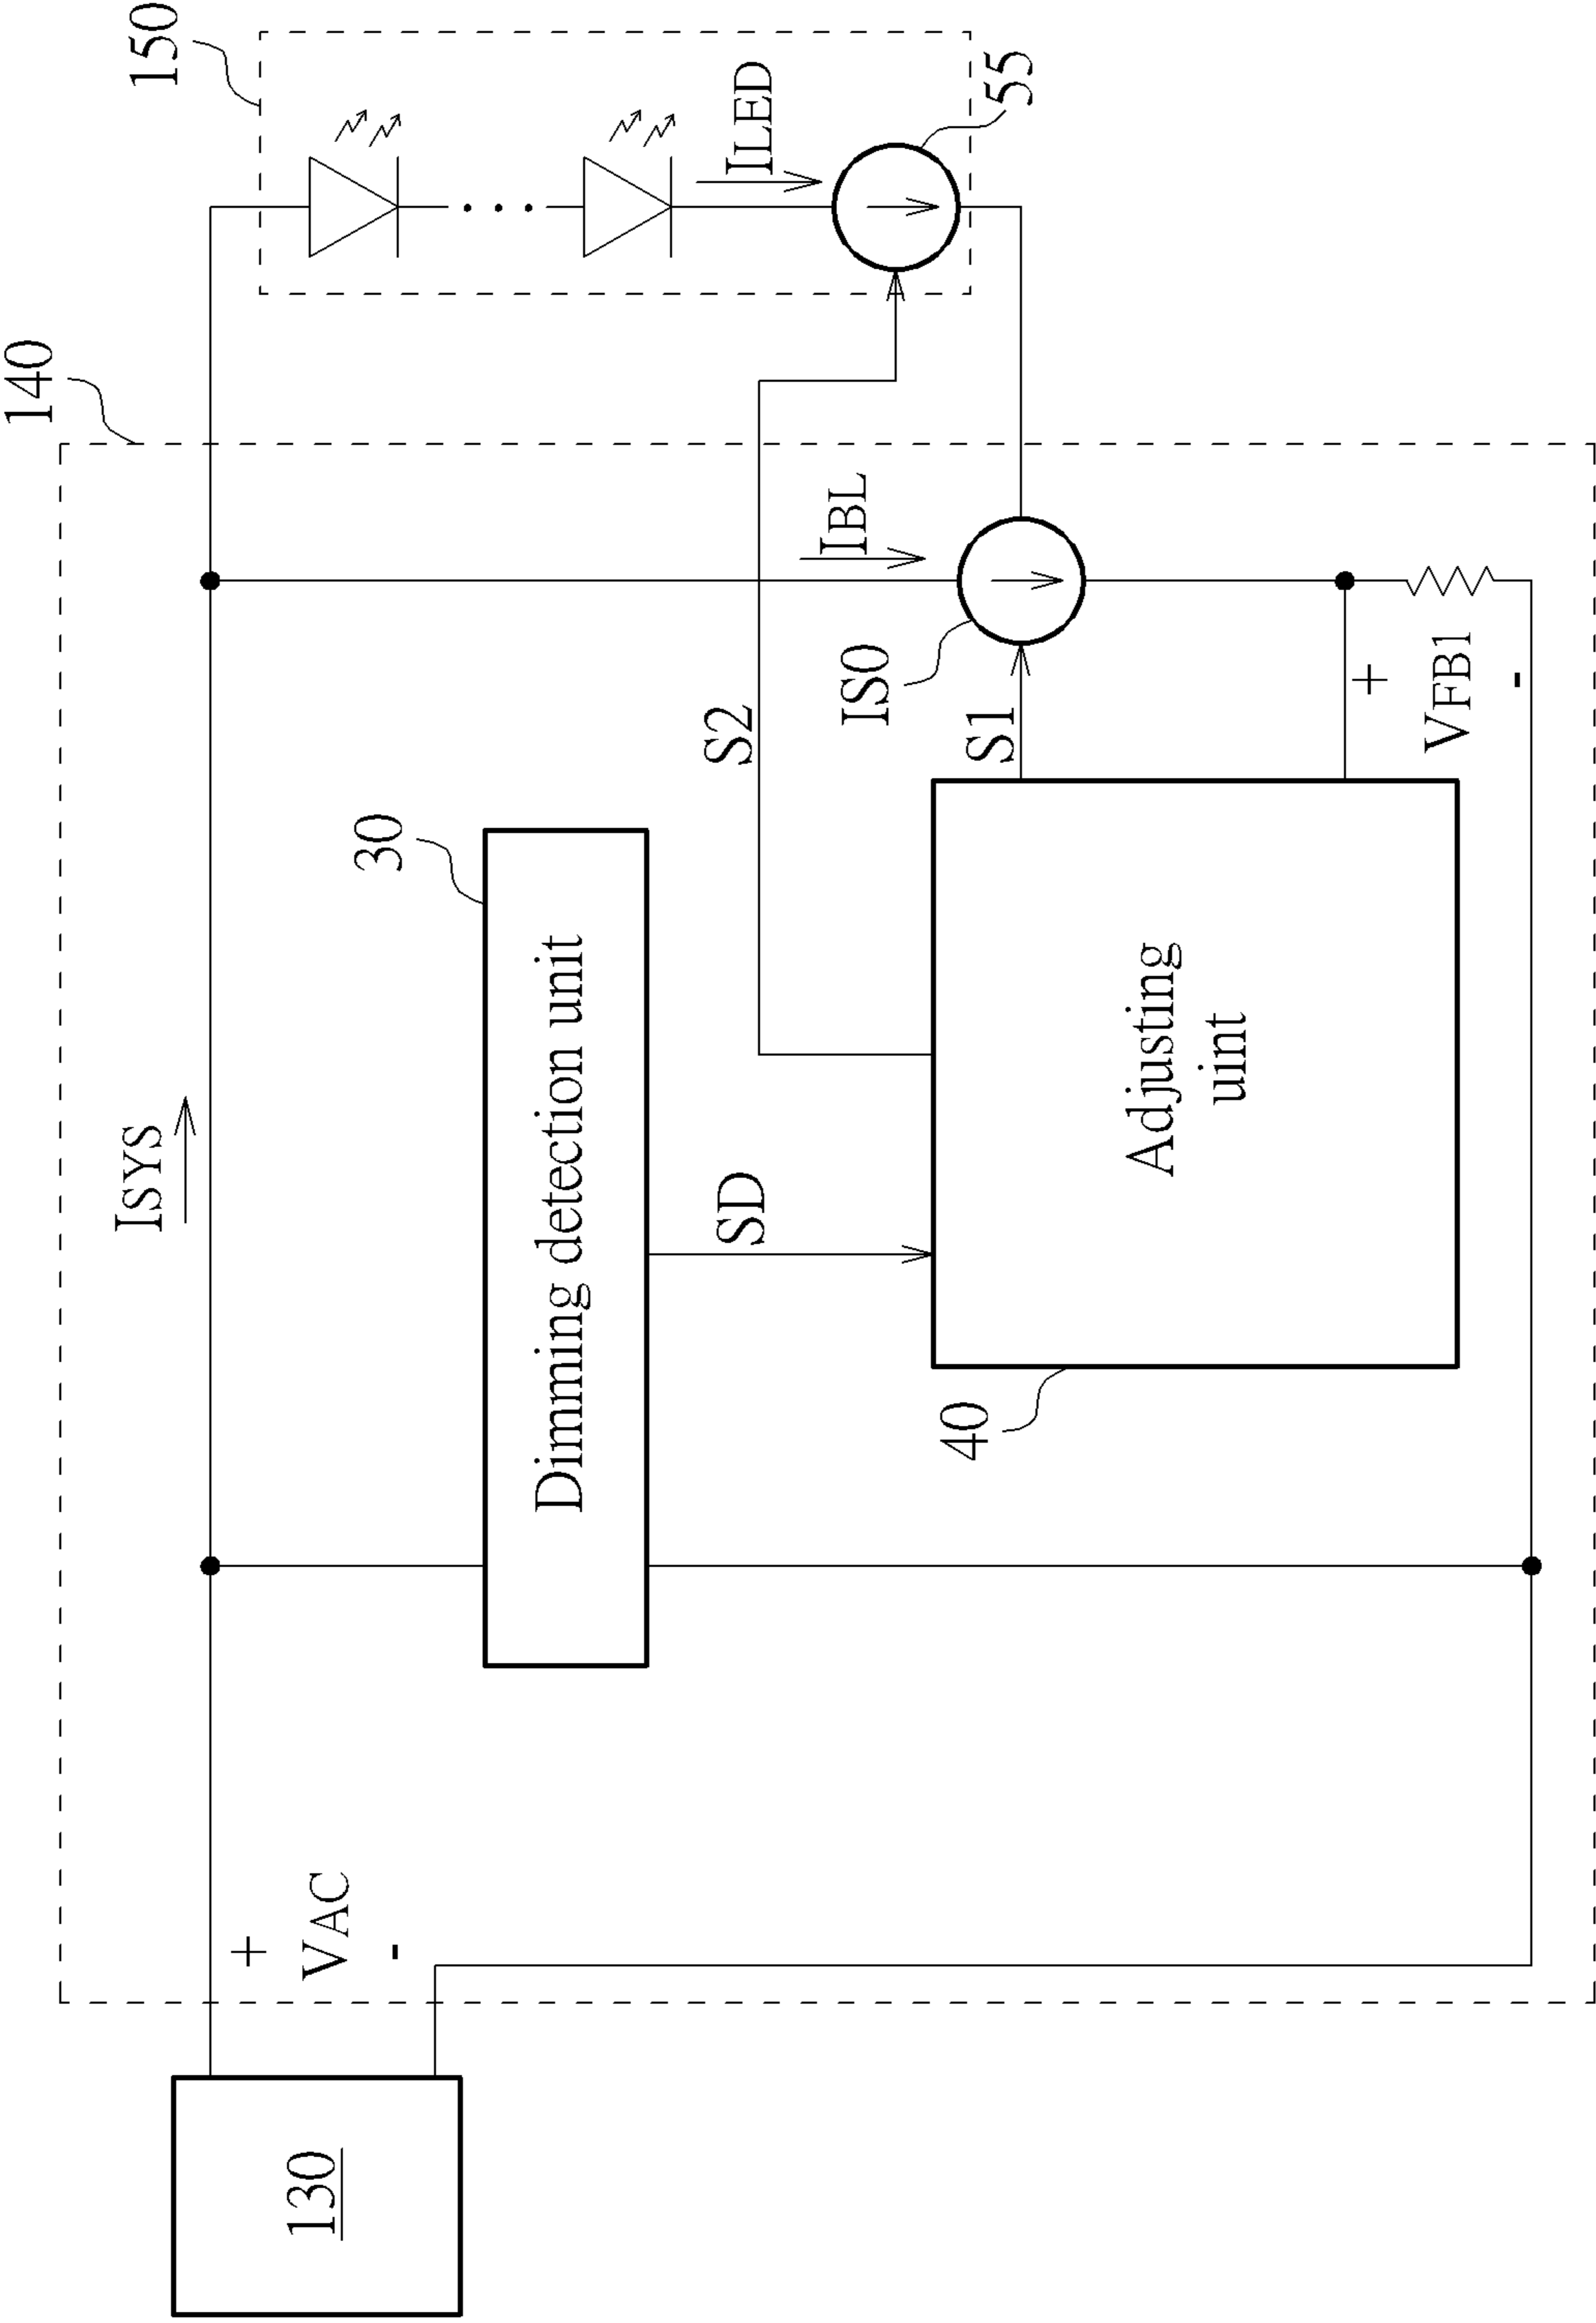 140
150
ISYS
30
Dimming detection unit
SD
S2
ILED
55
IBL
IS0
S1
40
Adjusting
uint
+
VFB1
-
+
VAC
-
130